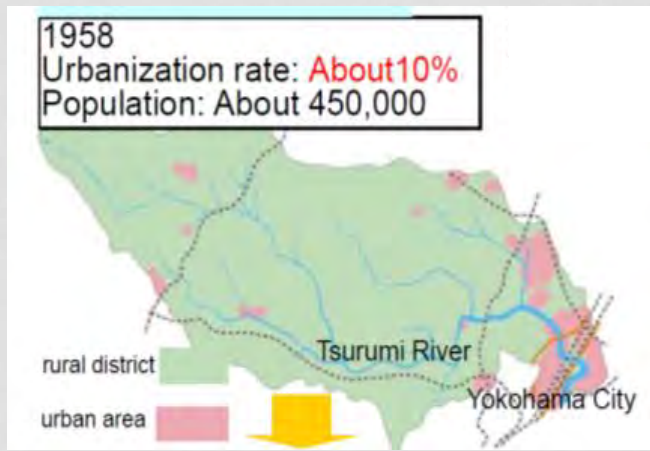 1958
Urbanization rate: About10%
Population: About 450,000
Tsurumi River
rural district
Yokohama City
urban area